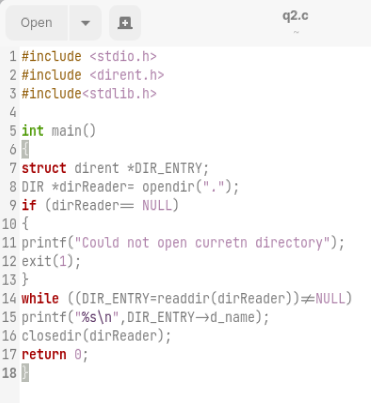 Open
q2.c
~
1 #include <stdio.h>
2 #include <dirent.h>
3 #include<stdlib.h>
4
5 int main()
6 {
7 struct dirent *DIR_ENTRY;
8 DIR *dirReader= opendir(".");
9 if (dirReader== NULL)
10 {
11 printf("Could not open curretn directory");
12 exit(1);
13 }
14 while ((DIR_ENTRY=readdir(dirReader))!=NULL)
15 printf("%s\n",DIR_ENTRY->d_name);
16 closedir(dirReader);
17 return 0;
18 }